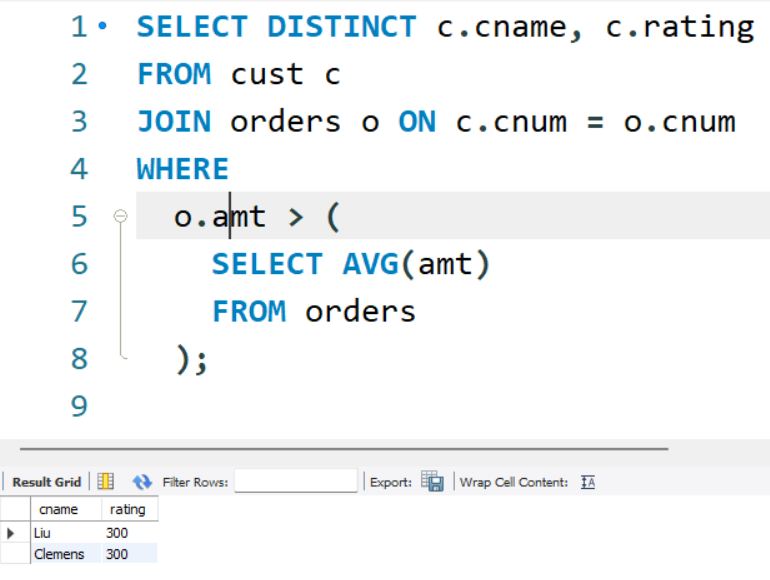 1 SELECT DISTINCT c.cname, c.rating
2 FROM cust c
3 JOIN orders o ON c.cnum = o.cnum
4 WHERE
5 o.amt > (
6 SELECT AVG(amt)
7 FROM orders
8 );
9
Result Grid Filter Rows: Export: Wrap Cell Content: IA
cname rating
Liu 300
Clemens 300